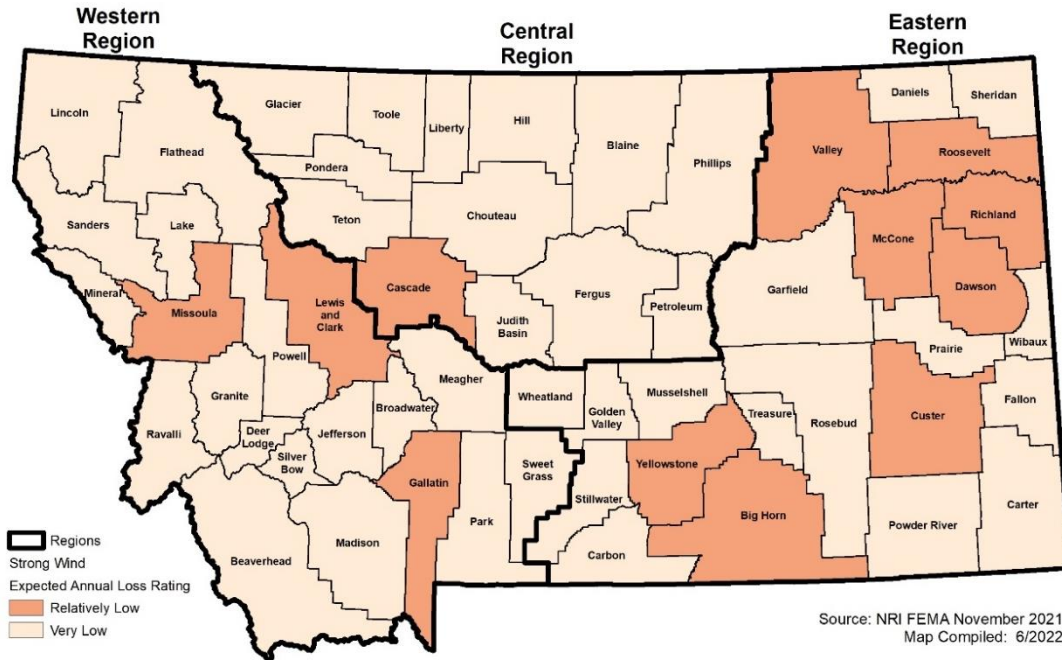 Western
Region
Central
Region
Eastern
Region
Lincoln
Flathead
Glacier
Toole
Liberty
Hill
Blaine
Phillips
Valley
Daniels
Sheridan
Roosevelt
Pondera
Teton
Chouteau
Richland
Sanders
Lake
McCone
Mineral
Missoula
Lewis
and
Clark
Cascade
Judith
Basin
Fergus
Petroleum
Garfield
Dawson
Prairie
Wibaux
Powell
Granite
Meagher
Wheatland
Golden
Valley
Musselshell
Treasure
Rosebud
Custer
Fallon
Ravalli
Deer
Lodge
Silver
Bow
Jefferson
Broadwater
Gallatin
Park
Sweet
Grass
Stillwater
Yellowstone
Big Horn
Powder River
Carter
Beaverhead
Madison
Carbon
Regions
Strong Wind
Expected Annual Loss Rating
Relatively Low
Very Low
Source: NRI FEMA November 2021
Map Compiled: 6/2022